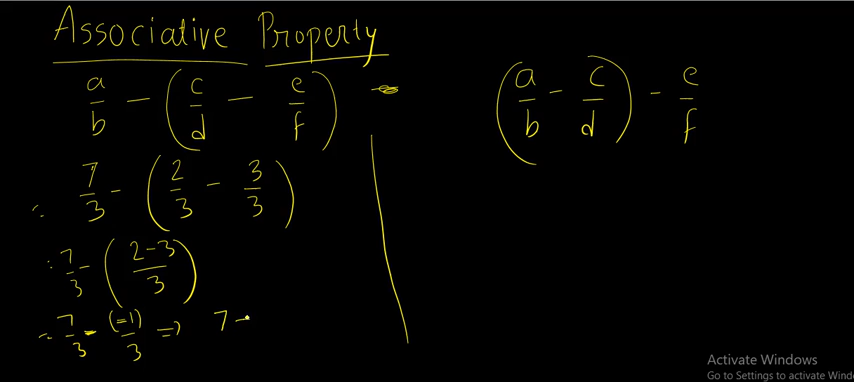 Associative Property
a/b - (c/d - e/f) = (a/b - c/d) - e/f
= 7/3 - (2/3 - 3/3)
= 7/3 - ((2-3)/3)
= 7/3 - (-1)/3 => 7 -
Activate Windows
Go to Settings to activate Wind